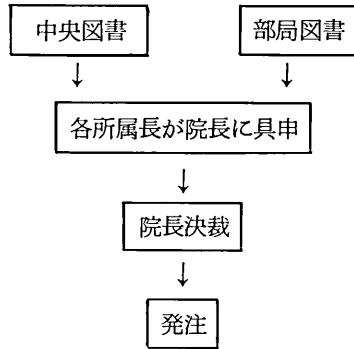 中央図書
部局図書
各所属長が院長に具申
院長決裁
発注